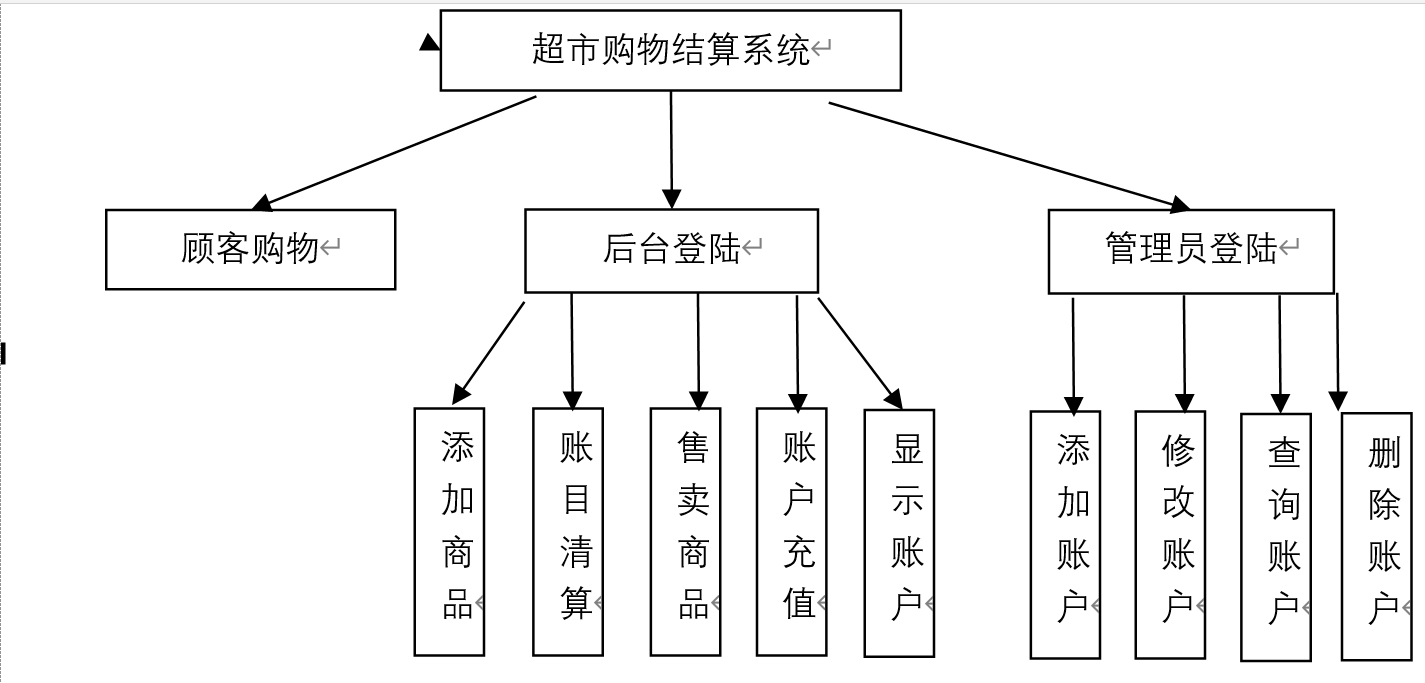 超市购物结算系统
顾客购物
后台登陆
管理员登陆
添加商品
账目清算
售卖商品
账户充值
显示账户
添加账户
修改账户
查询账户
删除账户